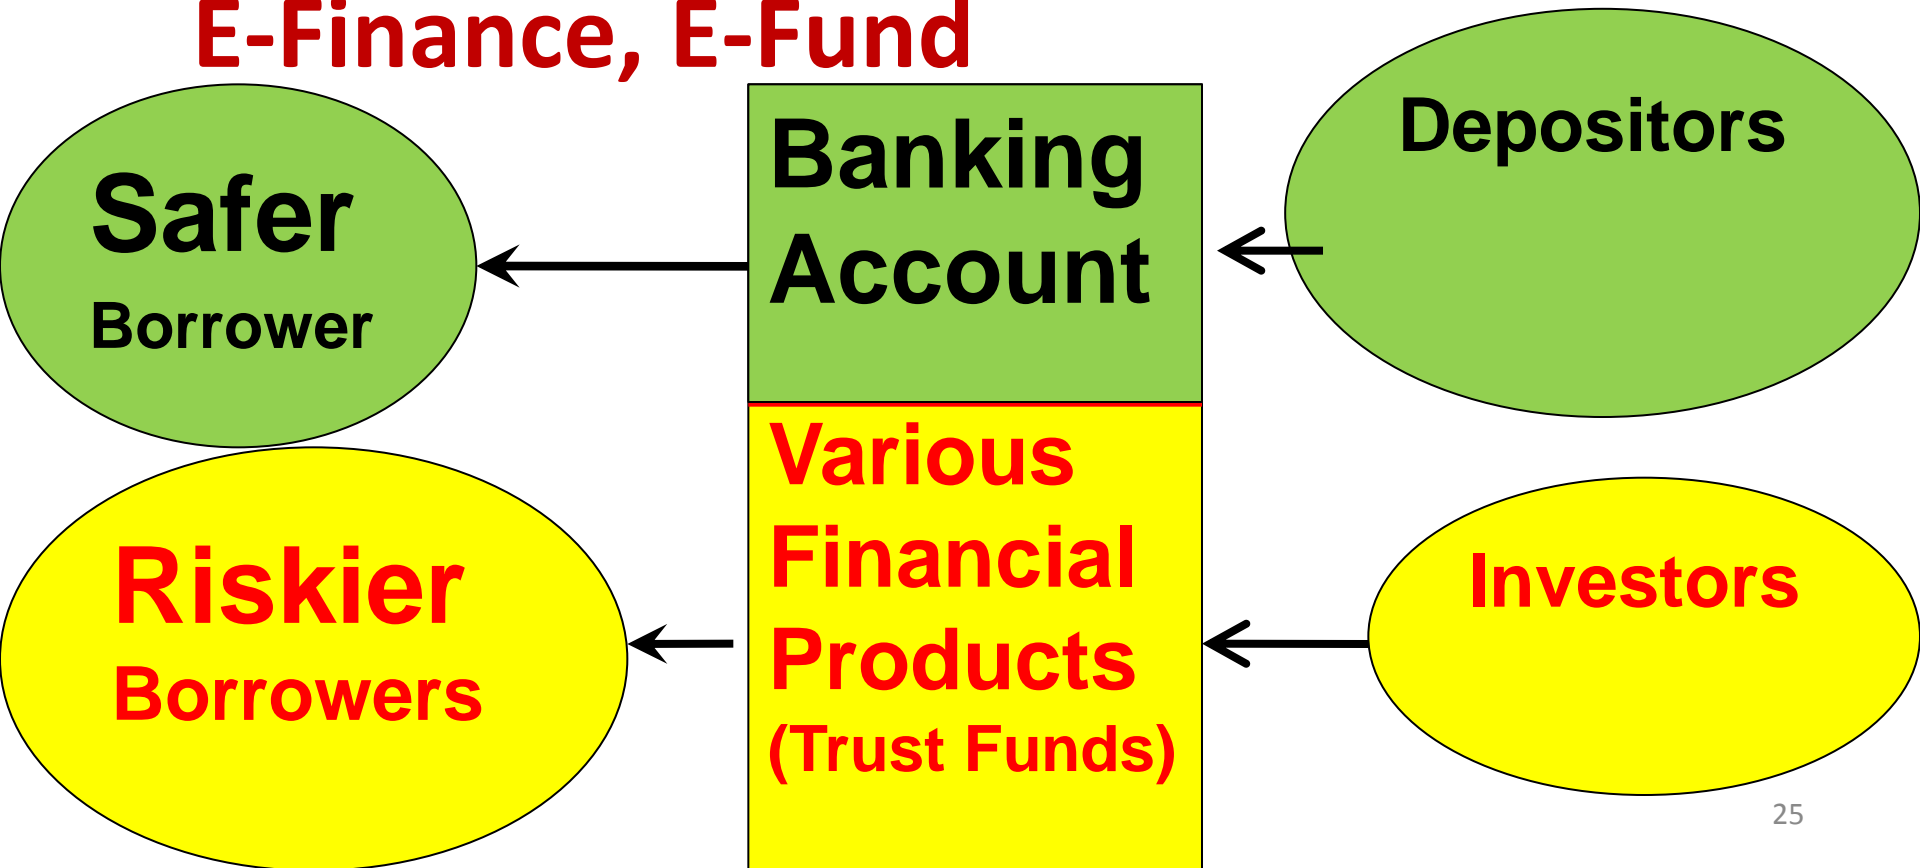 E-Finance, E-Fund
Safer
Borrower
Banking
Account
Depositors
Riskier
Borrowers
Various
Financial
Products
(Trust Funds)
Investors
25